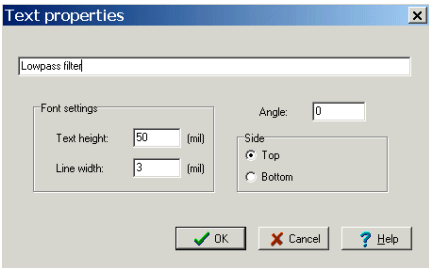 Text properties
Lowpass filter
Font settings
Text height: 50 (mil)
Line width: 3 (mil)
Angle: 0
Side
Top
Bottom
OK Cancel Help